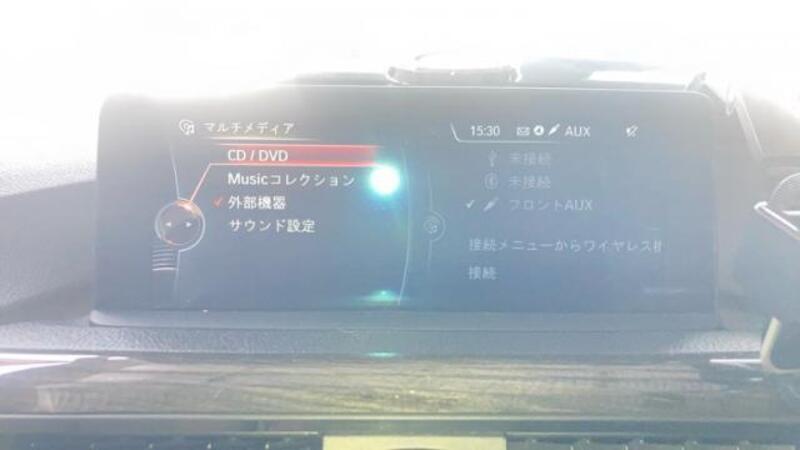 マルチメディア
15:30 AUX
CD / DVD
Musicコレクション
外部機器
サウンド設定
未接続
未接続
フロントAUX
接続メニューからワイヤレス
接続